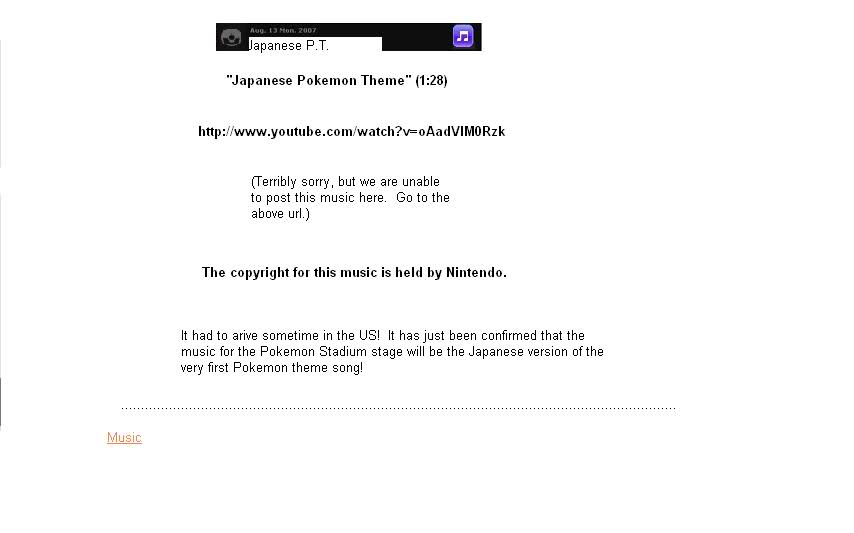 Aug. 13 Mon. 2007
Japanese P.T.
"Japanese Pokemon Theme" (1:28)
http://www.youtube.com/watch?v=oAadVIM0Rzk
(Terribly sorry, but we are unable
to post this music here.  Go to the
above url.)
The copyright for this music is held by Nintendo.
It had to arive sometime in the US!  It has just been confirmed that the
music for the Pokemon Stadium stage will be the Japanese version of the
very first Pokemon theme song!
Music